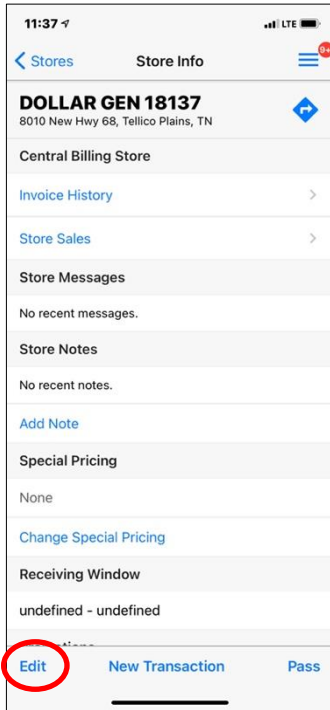 11:37
LTE
Stores
Store Info
9+
DOLLAR GEN 18137
8010 New Hwy 68, Tellico Plains, TN
Central Billing Store
Invoice History
Store Sales
Store Messages
No recent messages.
Store Notes
No recent notes.
Add Note
Special Pricing
None
Change Special Pricing
Receiving Window
undefined - undefined
Edit
New Transaction
Pass